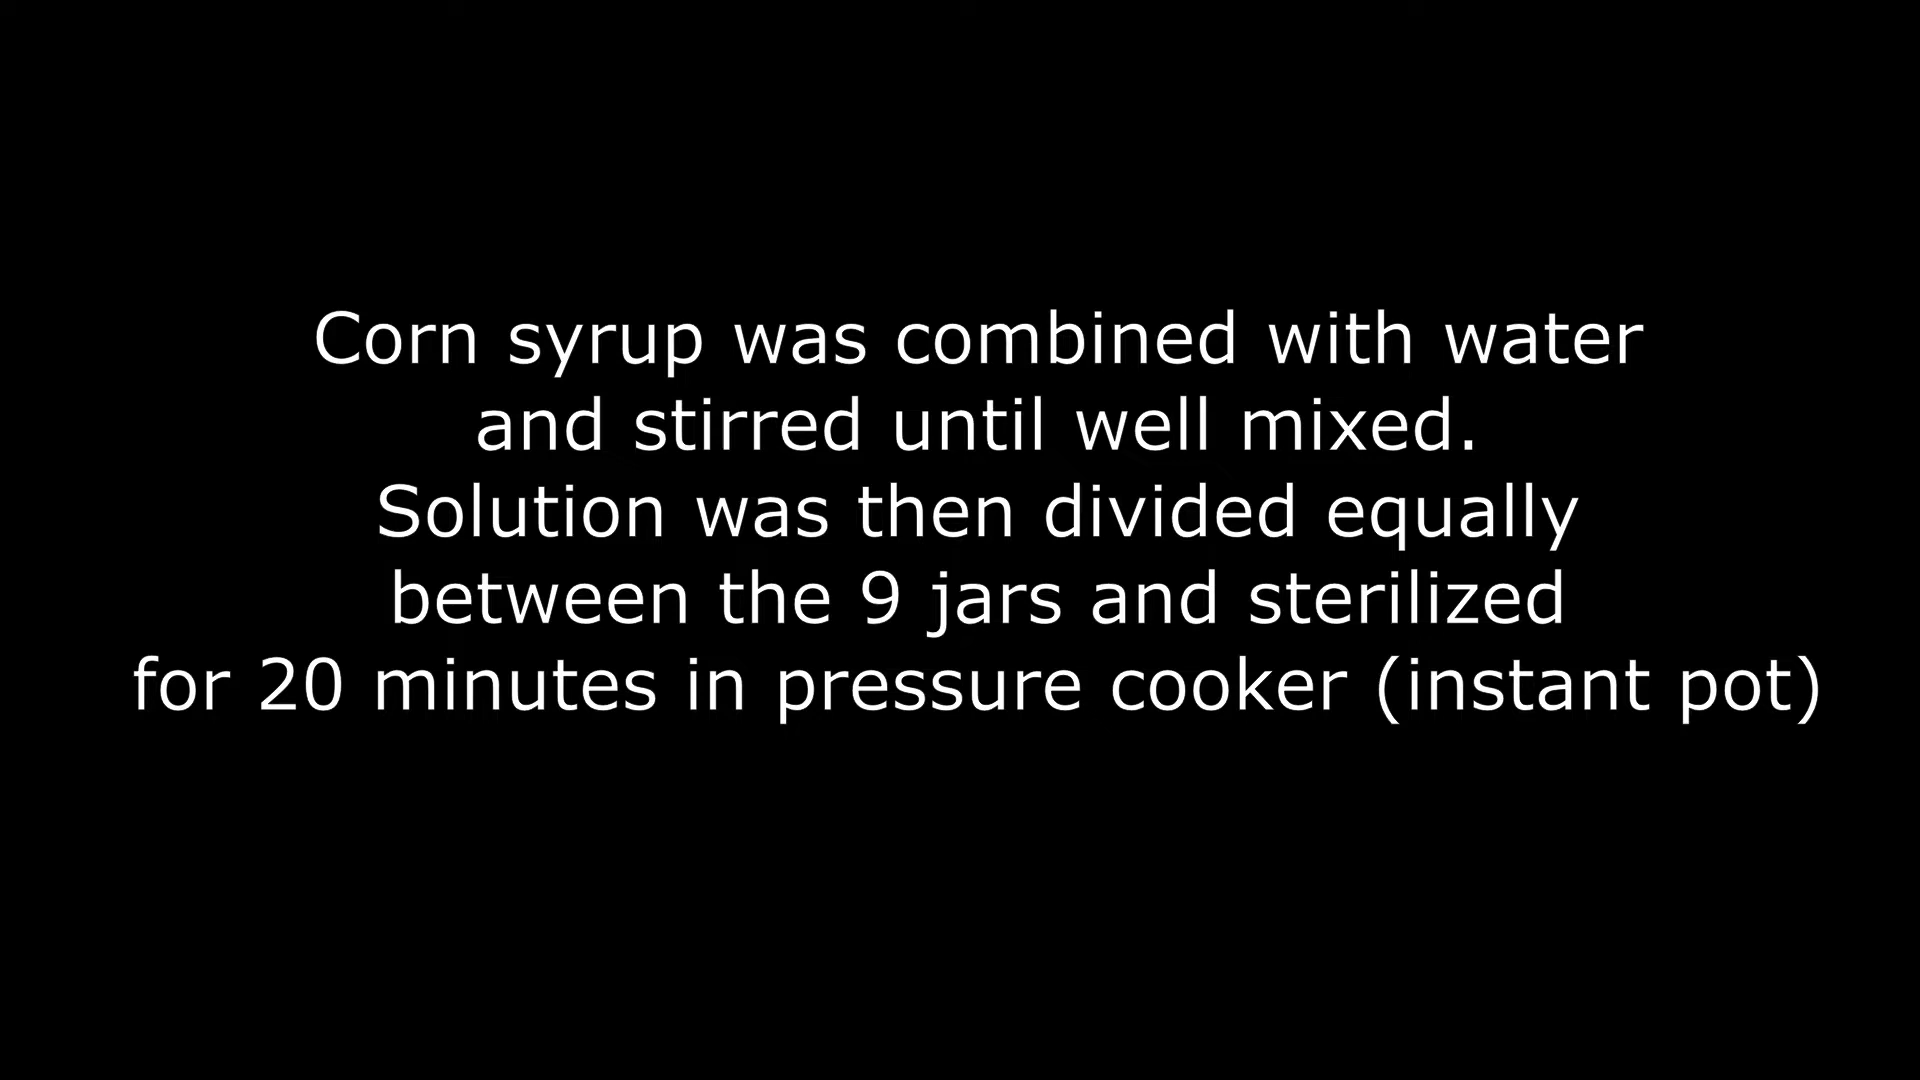 Corn syrup was combined with water
and stirred until well mixed.
Solution was then divided equally
between the 9 jars and sterilized
for 20 minutes in pressure cooker (instant pot)